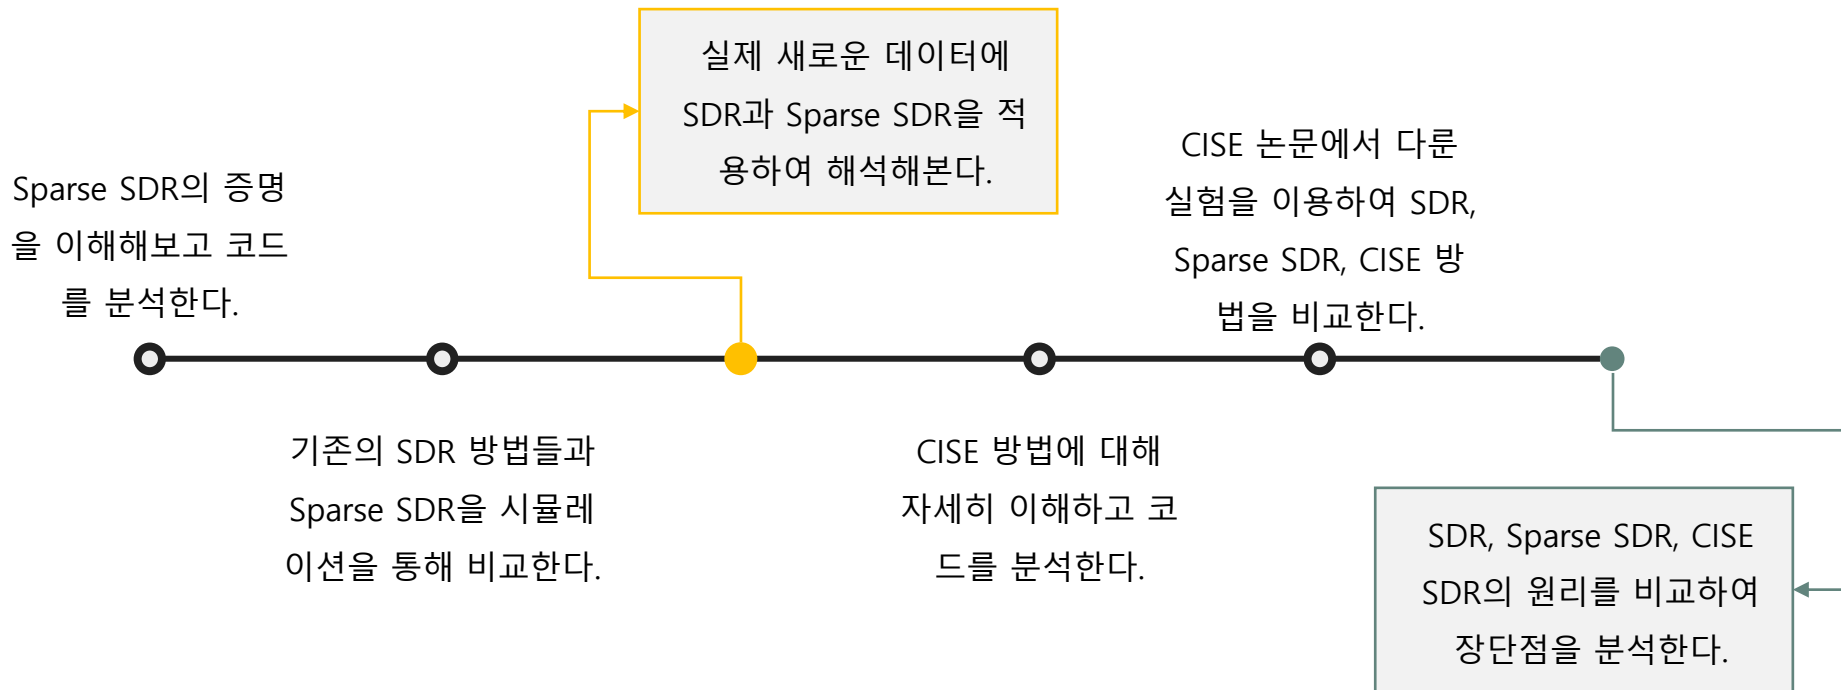 Sparse SDR의 증명
을 이해해보고 코드
를 분석한다.
기존의 SDR 방법들과
Sparse SDR을 시뮬레
이션을 통해 비교한다.
실제 새로운 데이터에
SDR과 Sparse SDR을 적
용하여 해석해본다.
CISE 방법에 대해
자세히 이해하고 코
드를 분석한다.
CISE 논문에서 다룬
실험을 이용하여 SDR,
Sparse SDR, CISE 방
법을 비교한다.
SDR, Sparse SDR, CISE
SDR의 원리를 비교하여
장단점을 분석한다.